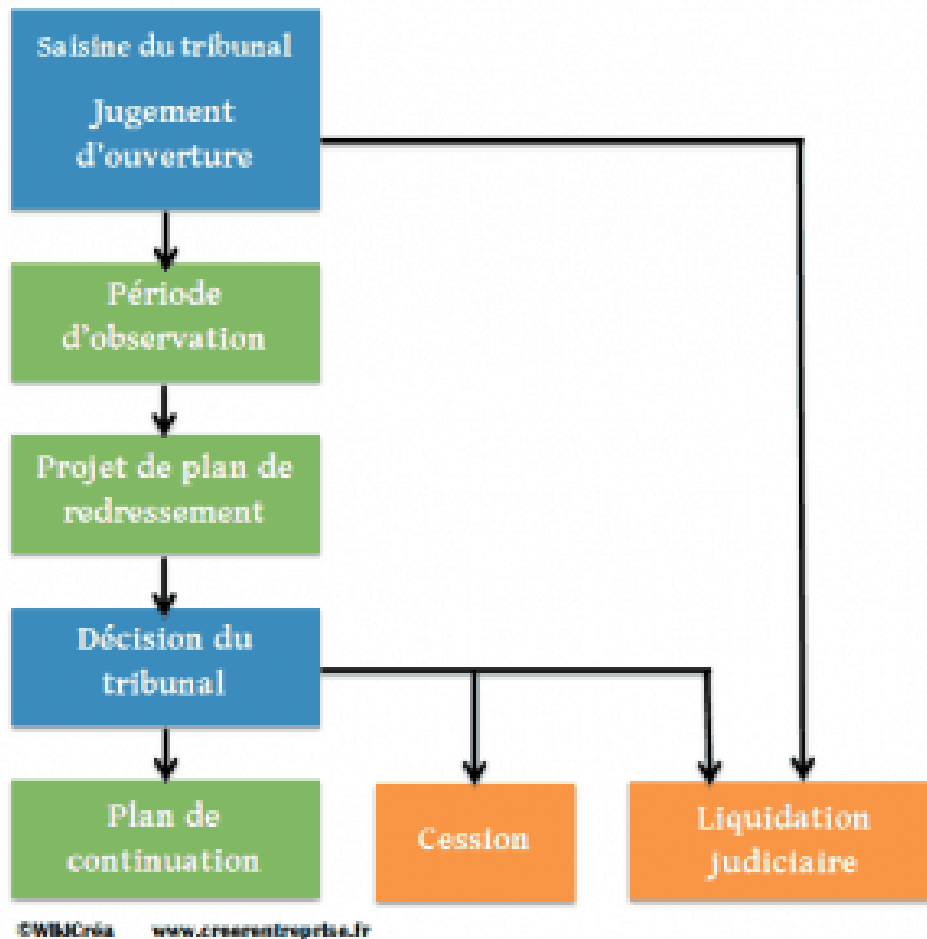 Saisine du tribunal
Jugement
d'ouverture
Période
d'observation
Projet de plan de
redressement
Décision du
tribunal
Plan de
continuation
Cession
Liquidation
judiciaire
©WikiCréa www.creerentreprise.fr